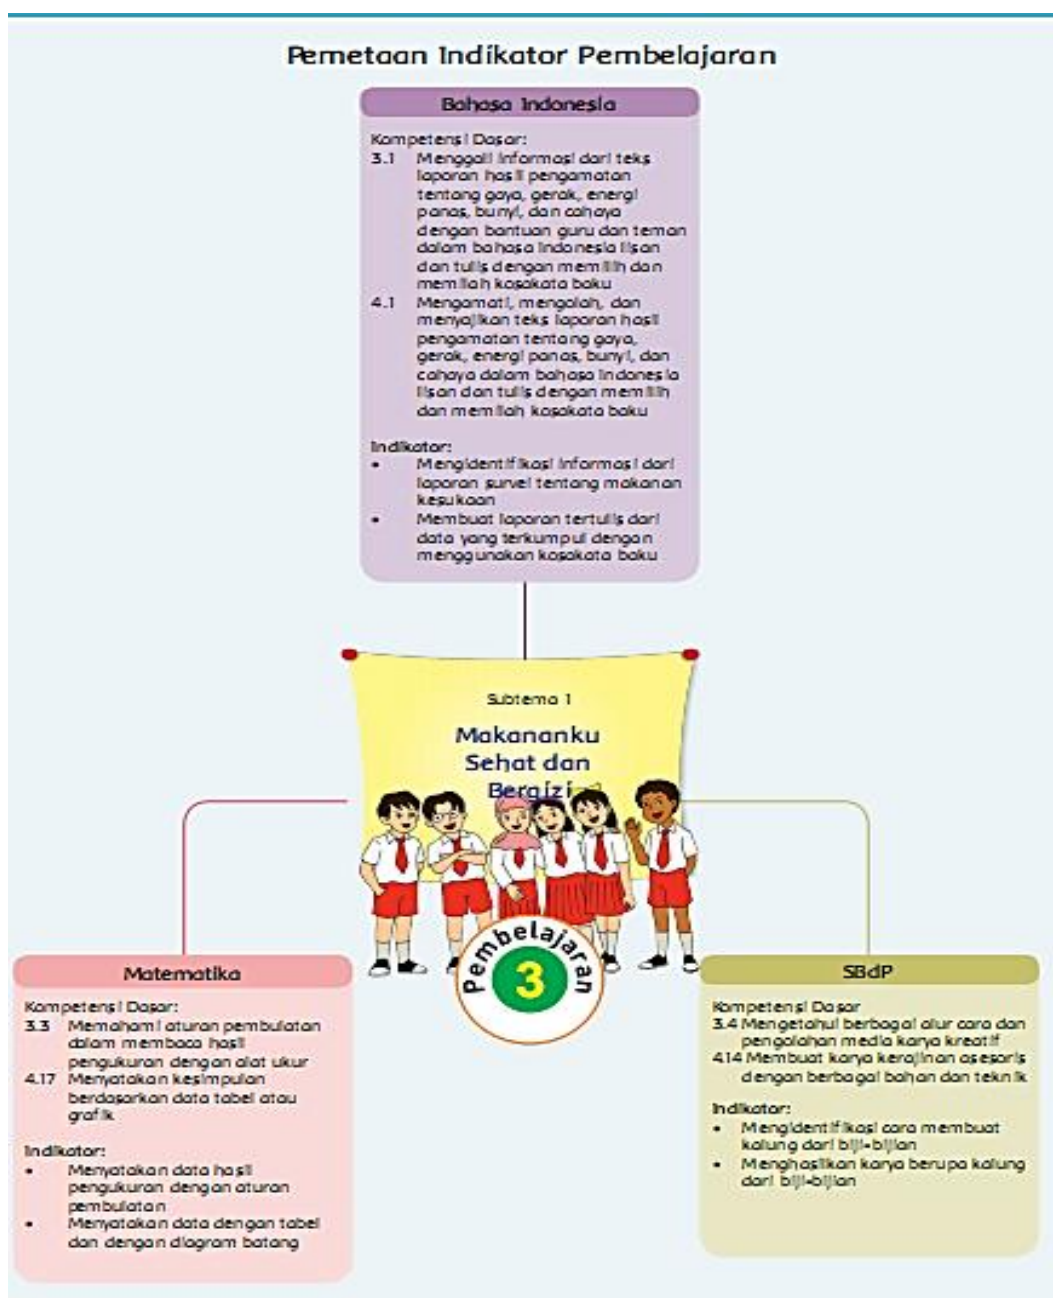 Pemetaan Indikator Pembelajaran
Bahasa Indonesia
Kompetensi Dasar:
3.1 Menggali informasi dari teks
laporan hasil pengamatan
tentang gaya, gerak, energi
panas, bunyi, dan cahaya
dengan bantuan guru dan teman
dalam bahasa Indonesia lisan
dan tulis dengan memilih dan
memilah kosakata baku
4.1 Mengamati, mengolah, dan
menyajikan teks laporan hasil
pengamatan tentang gaya,
gerak, energi panas, bunyi, dan
cahaya dalam bahasa Indonesia
lisan dan tulis dengan memilih
dan memilah kosakata baku
Indikator:
• Mengidentifikasi informasi dari
laporan survei tentang makanan
kesukaan
• Membuat laporan tertulis dari
data yang terkumpul dengan
menggunakan kosakata baku
Subtema 1
Makananku
Sehat dan
Bergizi
Pembelajaran
3
Matematika
Kompetensi Dasar:
3.3 Memahami aturan pembulatan
dalam membaca hasil
pengukuran dengan alat ukur
4.17 Menyatakan kesimpulan
berdasarkan data tabel atau
grafik
Indikator:
• Menyatakan data hasil
pengukuran dengan aturan
pembulatan
• Menyatakan data dengan tabel
dan dengan diagram batang
SBdP
Kompetensi Dasar
3.4 Mengetahui berbagai alur cara dan
pengolahan media karya kreatif
4.14 Membuat karya kerajinan asesoris
dengan berbagai bahan dan teknik
Indikator:
• Mengidentifikasi cara membuat
kalung dari biji-bijian
• Menghasilkan karya berupa kalung
dari biji-bijian